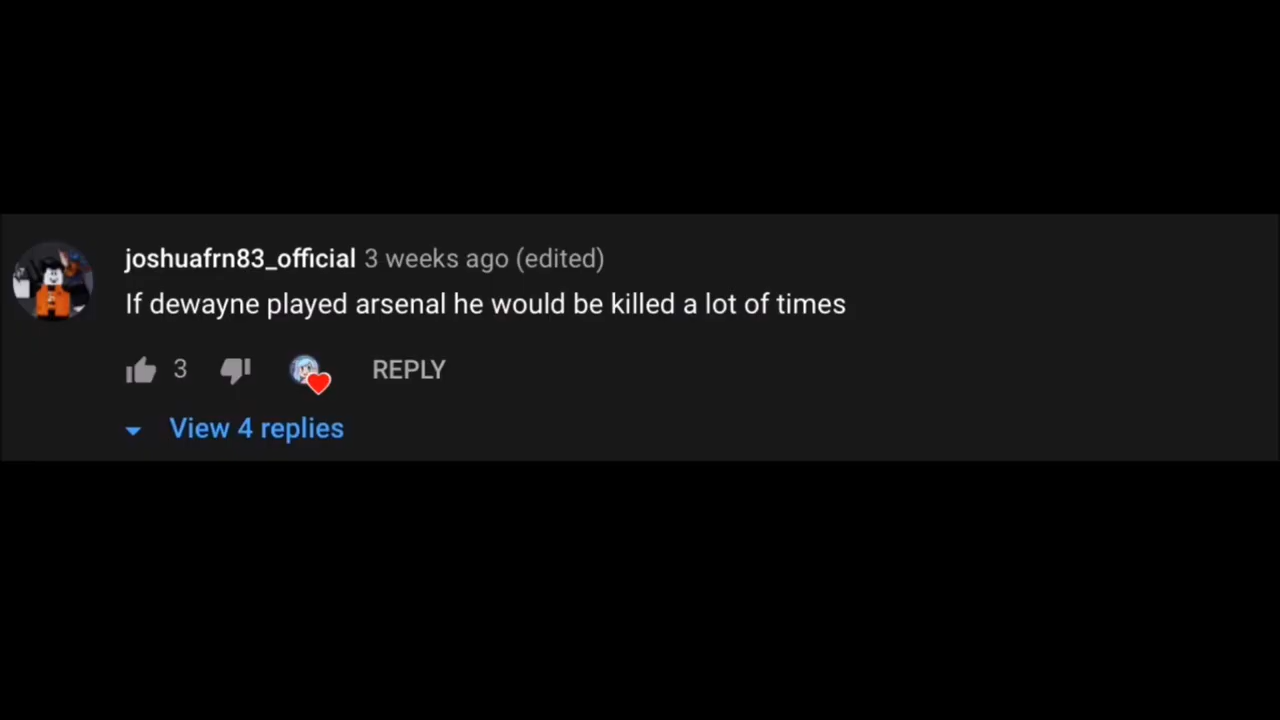 joshuafrn83_official 3 weeks ago (edited)
If dewayne played arsenal he would be killed a lot of times
3 REPLY
View 4 replies